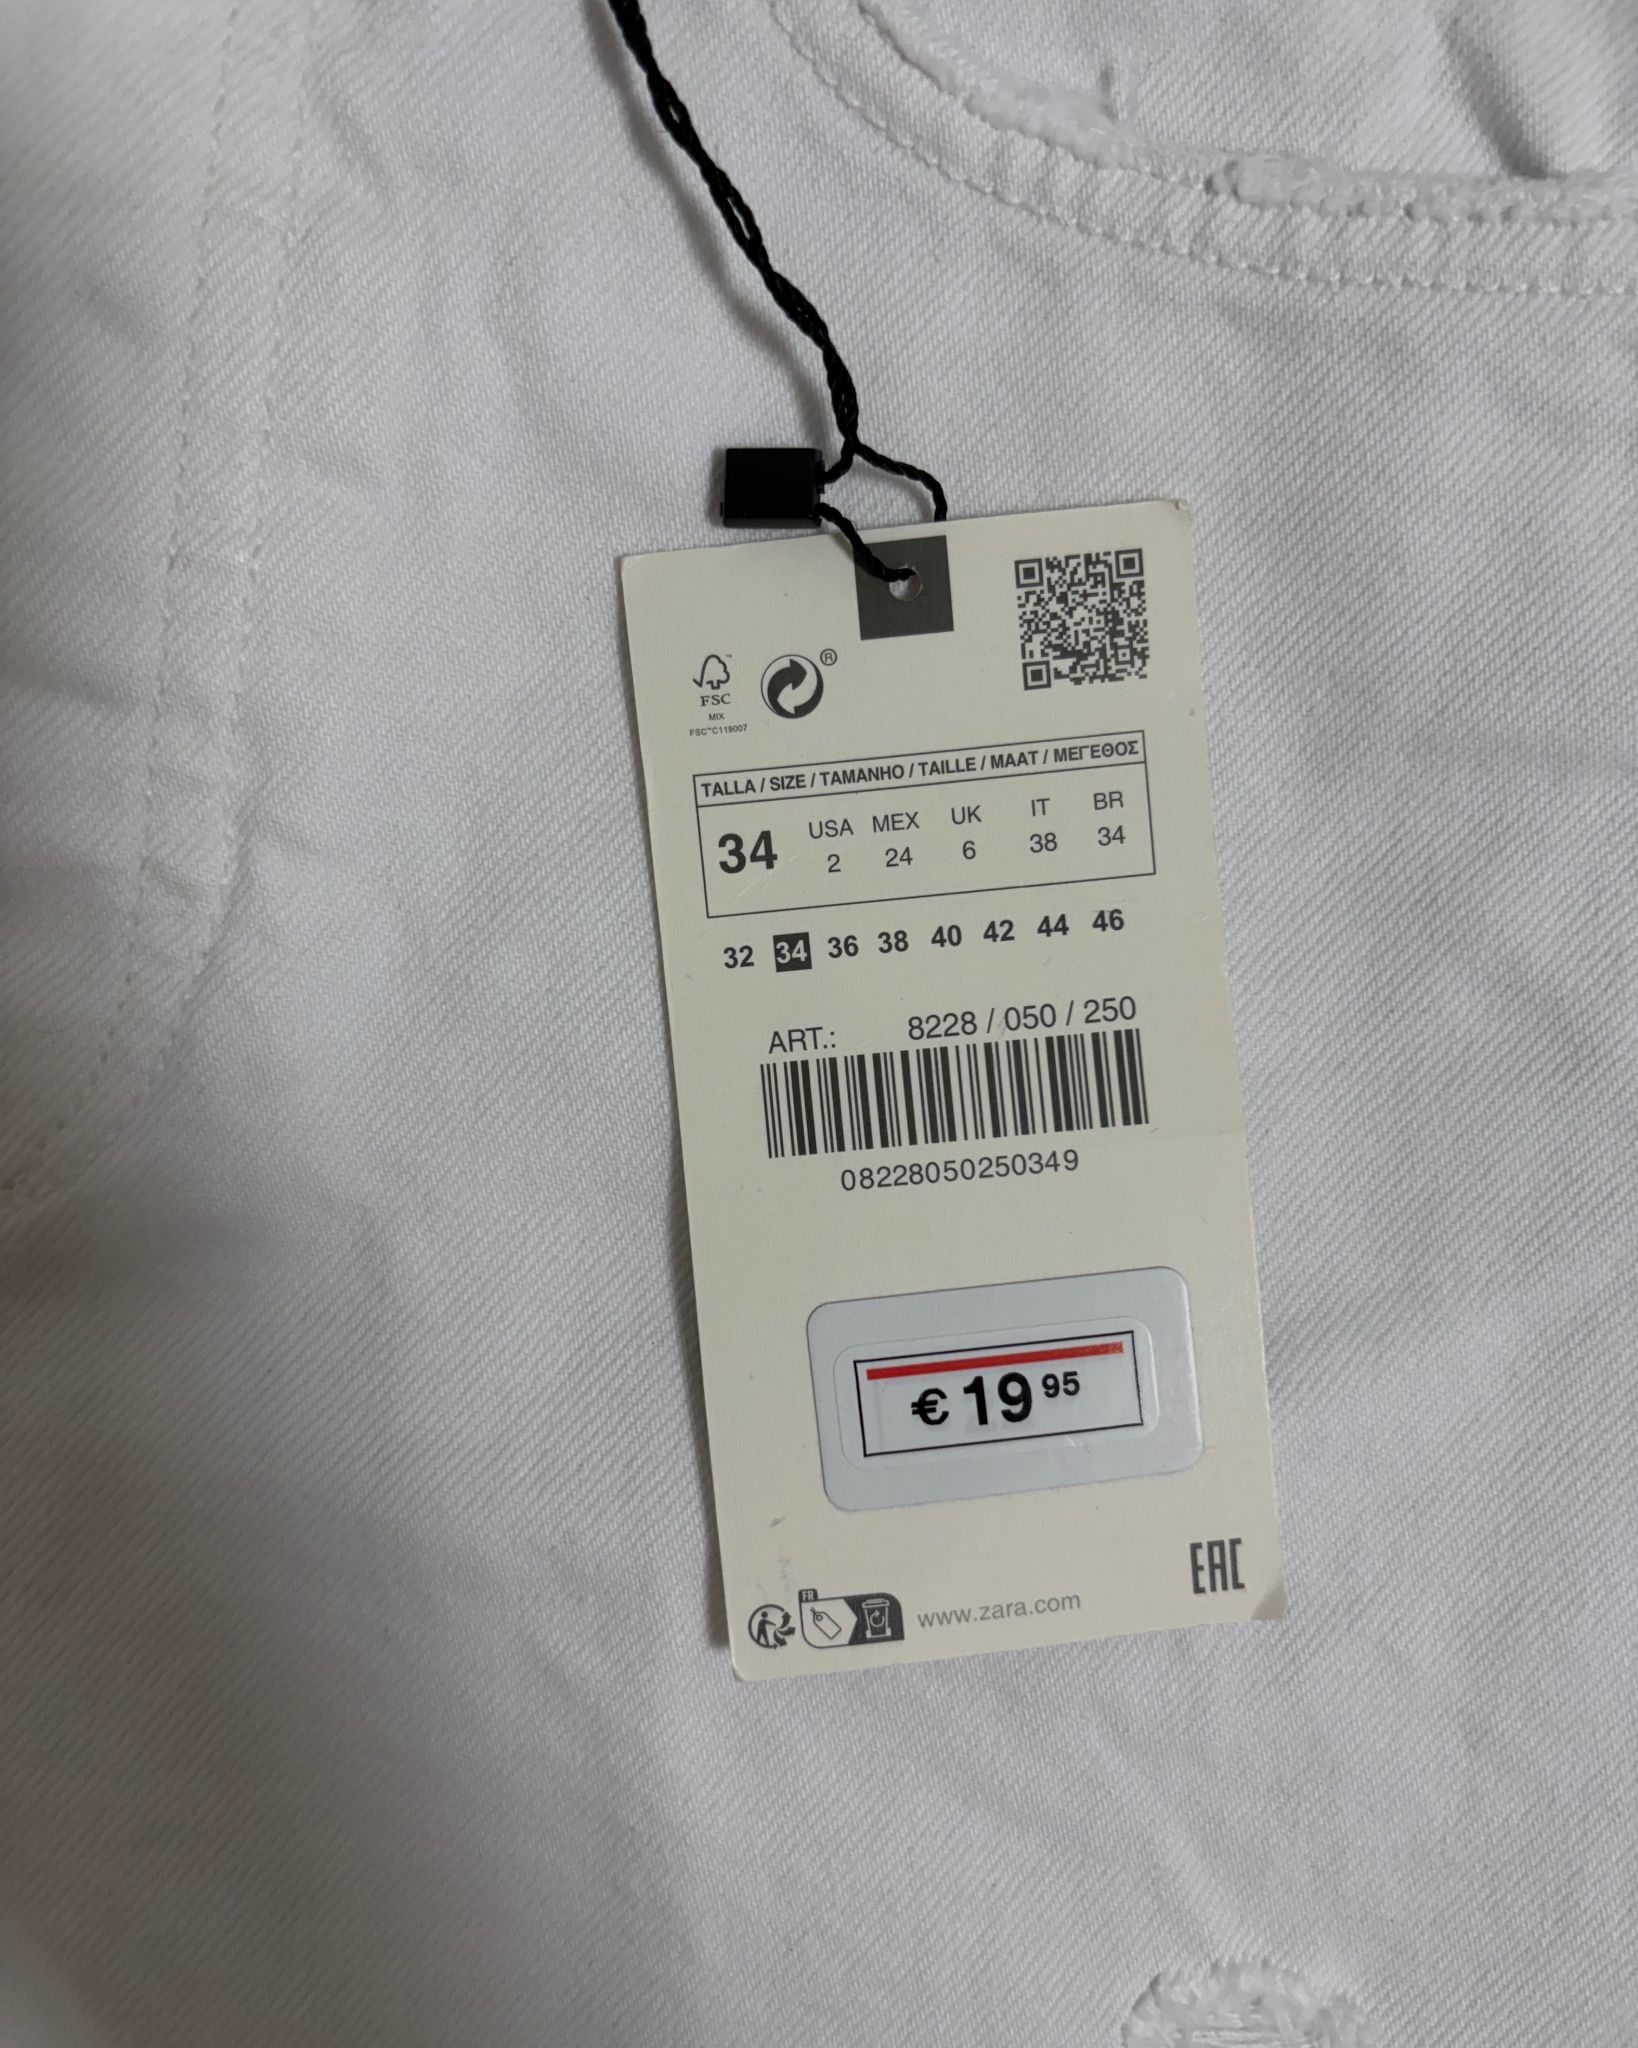 ®
FSC™
MIX
FSC™C119007
TALLA / SIZE / TAMANHO / TAILLE / MAAT / ΜΕΓΕΘΟΣ
34 USA MEX UK IT BR
2 24 6 38 34
32 34 36 38 40 42 44 46
ART.: 8228 / 050 / 250
08228050250349
€ 19 95
EAC
FR
www.zara.com